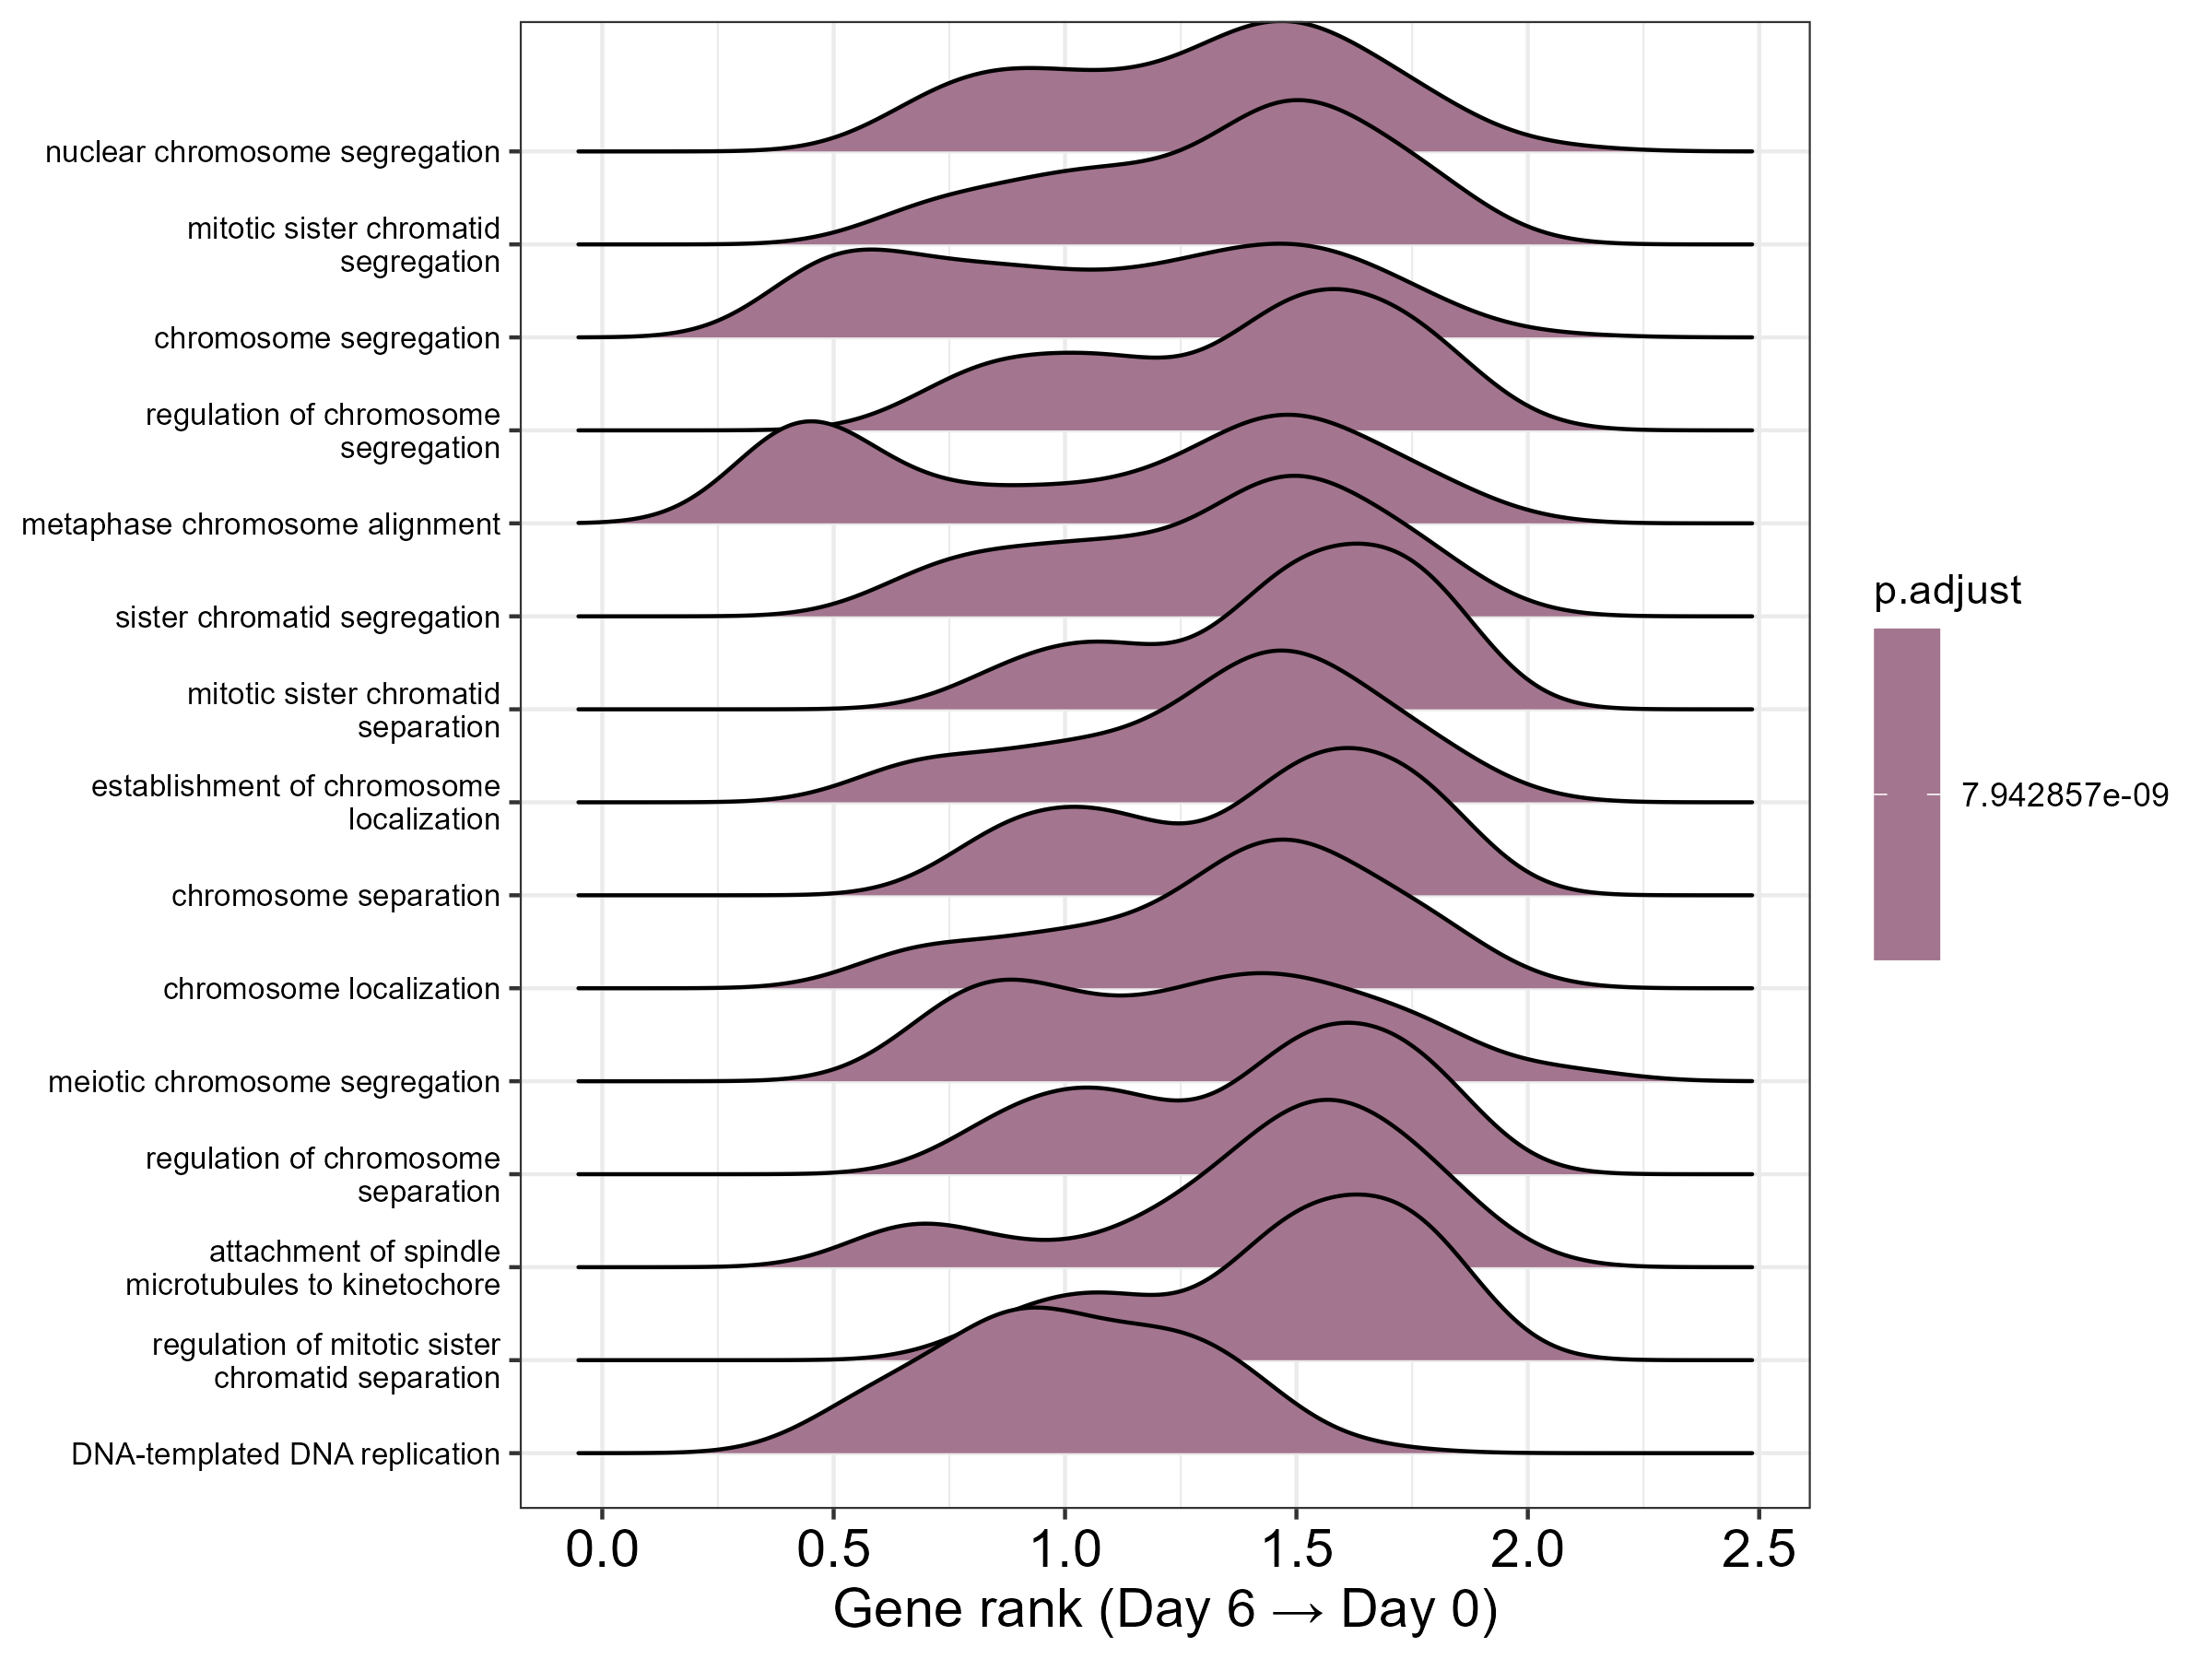 nuclear chromosome segregation
mitotic sister chromatid
segregation
chromosome segregation
regulation of chromosome
segregation
metaphase chromosome alignment
sister chromatid segregation
mitotic sister chromatid
separation
establishment of chromosome
localization
chromosome separation
chromosome localization
meiotic chromosome segregation
regulation of chromosome
separation
attachment of spindle
microtubules to kinetochore
regulation of mitotic sister
chromatid separation
DNA-templated DNA replication
0.0 0.5 1.0 1.5 2.0 2.5
Gene rank (Day 6 → Day 0)
p.adjust
7.942857e-09